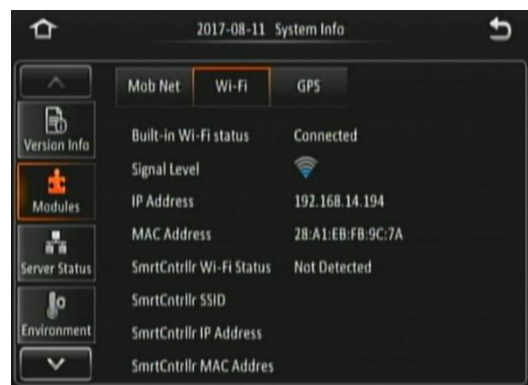 2017-08-11 System Info
Mob Net Wi-Fi GPS
Version Info
Modules
Server Status
Environment
Built-in Wi-Fi status Connected
Signal Level
IP Address 192.168.14.194
MAC Address 28:A1:EB:FB:9C:7A
SmrtCntrllr Wi-Fi Status Not Detected
SmrtCntrllr SSID
SmrtCntrllr IP Address
SmrtCntrllr MAC Addres